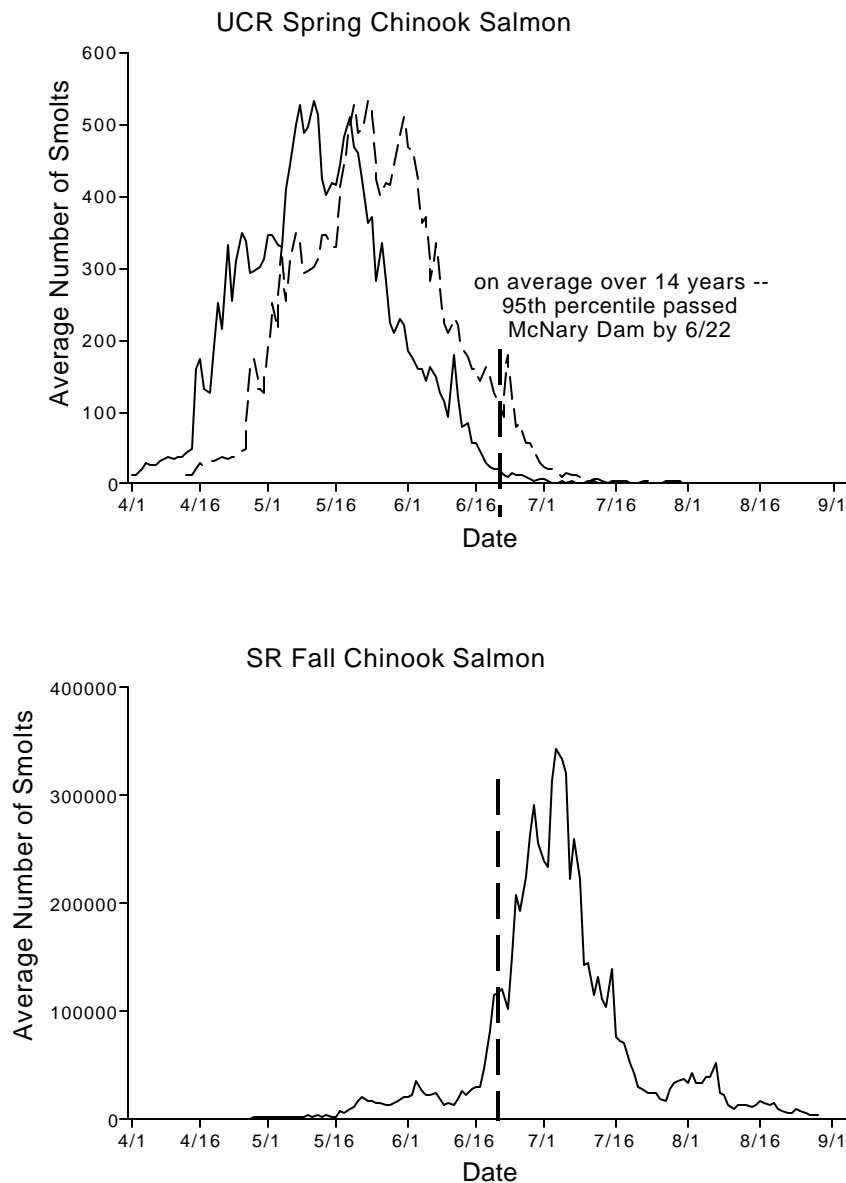 UCR Spring Chinook Salmon
600
500
400
300
200
100
0
Average Number of Smolts
on average over 14 years --
95th percentile passed
McNary Dam by 6/22
4/1 4/16 5/1 5/16 6/1 6/16 7/1 7/16 8/1 8/16 9/1
Date
SR Fall Chinook Salmon
400000
300000
200000
100000
0
Average Number of Smolts
4/1 4/16 5/1 5/16 6/1 6/16 7/1 7/16 8/1 8/16 9/1
Date